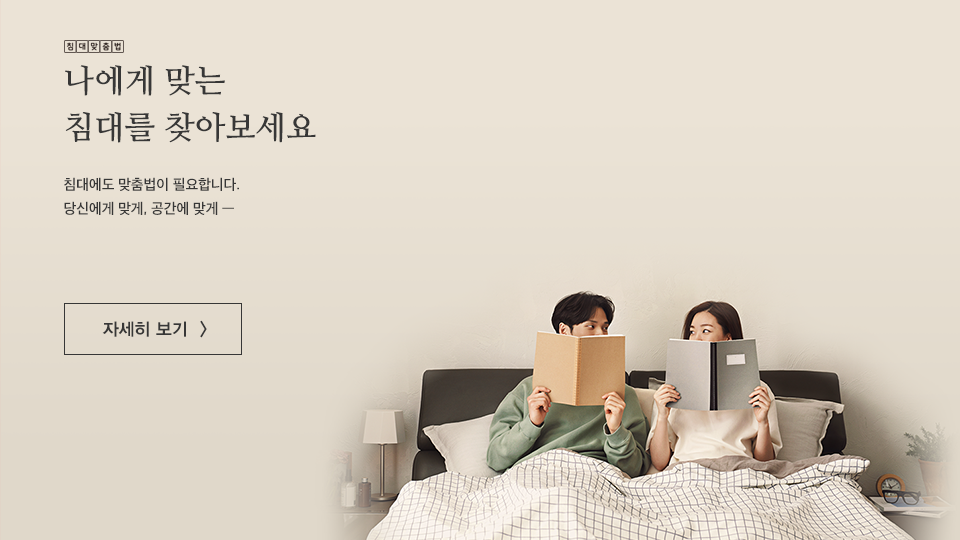 침대맞춤법
나에게 맞는
침대를 찾아보세요
침대에도 맞춤법이 필요합니다.
당신에게 맞게, 공간에 맞게 —
자세히 보기 〉